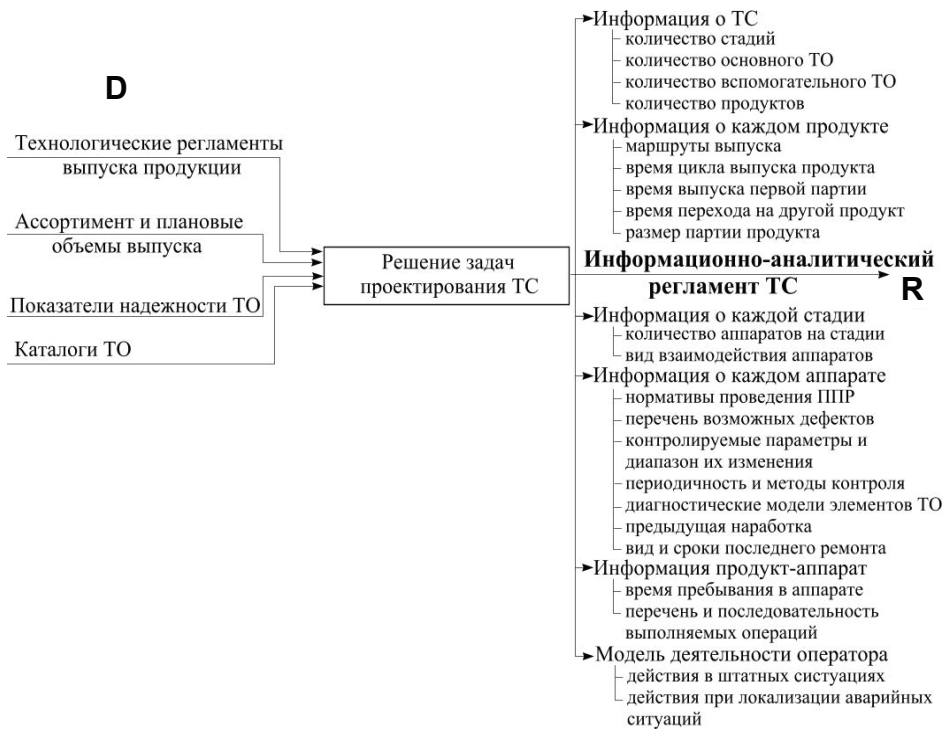 D
Технологические регламенты
выпуска продукции
Ассортимент и плановые
объемы выпуска
Показатели надежности ТО
Каталоги ТО
Решение задач
проектирования ТС
Информация о ТС
количество стадий
количество основного ТО
количество вспомогательного ТО
количество продуктов
Информация о каждом продукте
маршруты выпуска
время цикла выпуска продукта
время выпуска первой партии
время перехода на другой продукт
размер партии продукта
Информационно-аналитический
регламент ТС
R
Информация о каждой стадии
количество аппаратов на стадии
вид взаимодействия аппаратов
Информация о каждом аппарате
нормативы проведения ППР
перечень возможных дефектов
контролируемые параметры и
диапазон их изменения
периодичность и методы контроля
диагностические модели элементов ТО
предыдущая наработка
вид и сроки последнего ремонта
Информация продукт-аппарат
время пребывания в аппарате
перечень и последовательность
выполняемых операций
Модель деятельности оператора
действия в штатных систуациях
действия при локализации аварийных
ситуаций